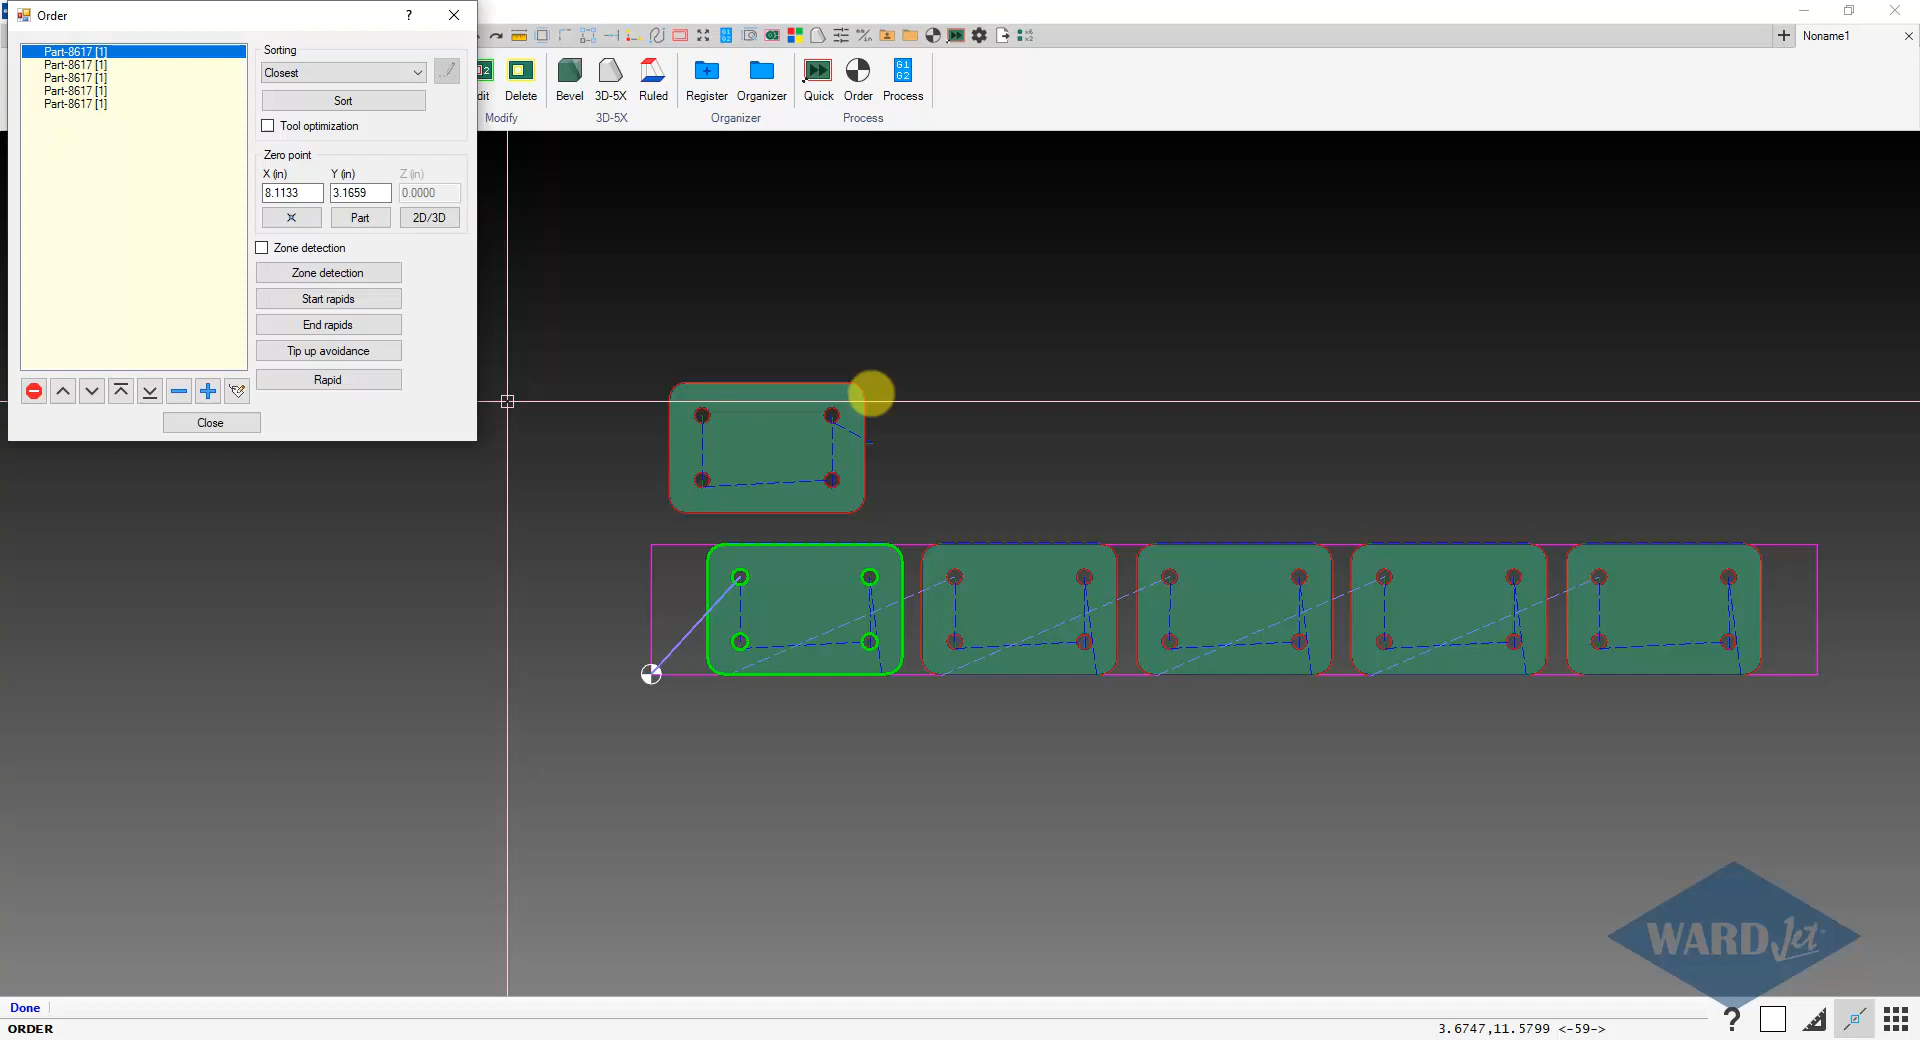 Order
?
Part-8617 [1]
Part-8617 [1]
Part-8617 [1]
Part-8617 [1]
Part-8617 [1]
Sorting
Closest
Sort
Tool optimization
Zero point
X (in) Y (in) Z (in)
8.1133 3.1659 0.0000
Part 2D/3D
Zone detection
Zone detection
Start rapids
End rapids
Tip up avoidance
Rapid
Close
Noname1
dit Delete Bevel 3D-5X Ruled Register Organizer Quick Order Process
Modify 3D-5X Organizer Process
G1
G2
WARDJet
Done
ORDER
3.6747,11.5799 <-59->
?